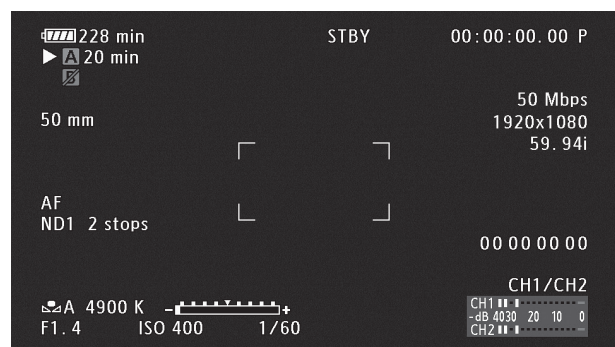 228 min STBY 00:00:00.00 P
A 20 min
B
50 Mbps
50 mm 1920x1080
59.94i
AF
ND1 2 stops
00 00 00 00
CH1/CH2
A 4900 K - +
CH1
-dB 40 30 20 10 0
F1.4 ISO 400 1/60
CH2